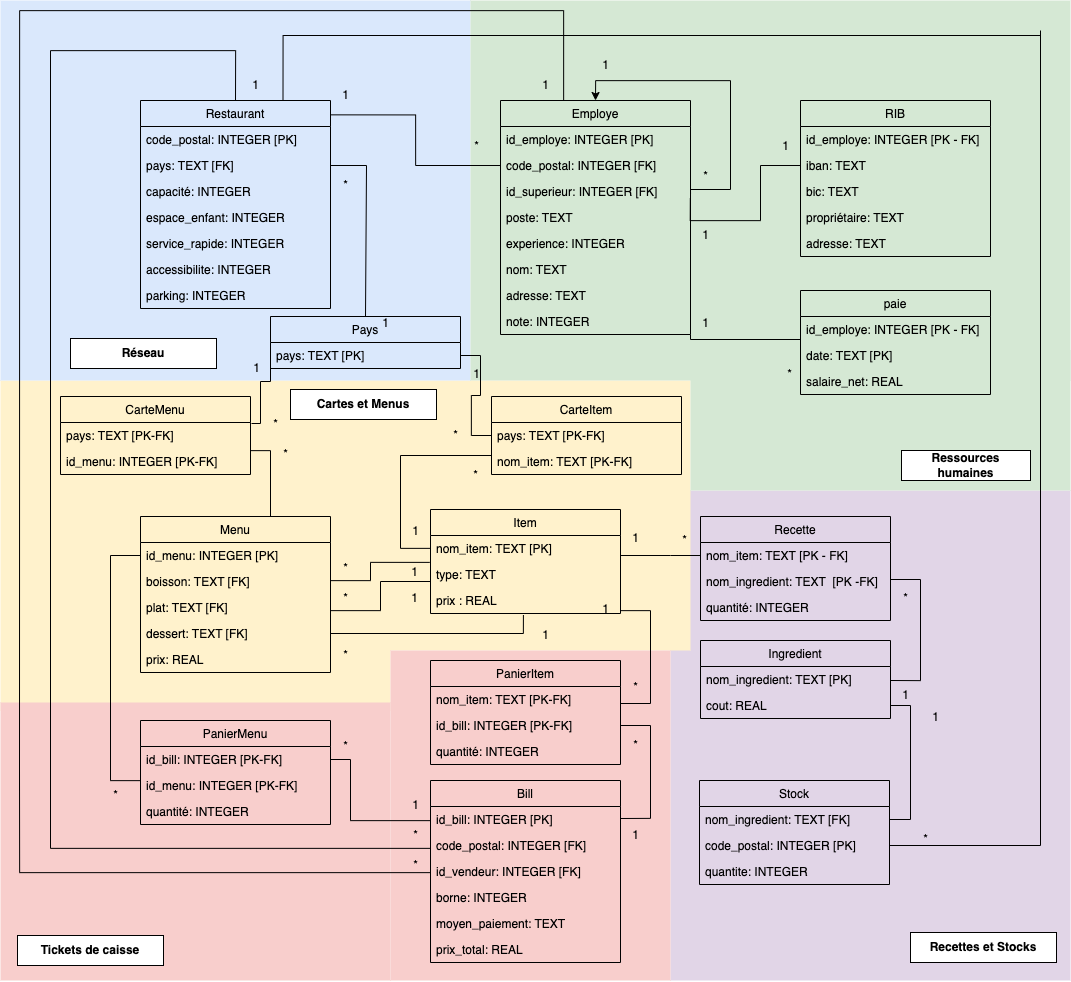 1
1
1
Restaurant
code_postal: INTEGER [PK]
pays: TEXT [FK]
capacité: INTEGER
espace_enfant: INTEGER
service_rapide: INTEGER
accessibilite: INTEGER
parking: INTEGER
*
1
*
Employe
id_employe: INTEGER [PK]
code_postal: INTEGER [FK]
id_superieur: INTEGER [FK]
poste: TEXT
experience: INTEGER
nom: TEXT
adresse: TEXT
note: INTEGER
*
1
1
1
RIB
id_employe: INTEGER [PK - FK]
iban: TEXT
bic: TEXT
propriétaire: TEXT
adresse: TEXT
paie
id_employe: INTEGER [PK - FK]
date: TEXT [PK]
salaire_net: REAL
*
Réseau
Pays
1
pays: TEXT [PK]
1
1
Cartes et Menus
CarteMenu
pays: TEXT [PK-FK]
id_menu: INTEGER [PK-FK]
*
*
CarteItem
pays: TEXT [PK-FK]
nom_item: TEXT [PK-FK]
*
*
Ressources
humaines
Menu
id_menu: INTEGER [PK]
boisson: TEXT [FK]
plat: TEXT [FK]
dessert: TEXT [FK]
prix: REAL
*
*
*
1
1
1
Item
nom_item: TEXT [PK]
type: TEXT
prix : REAL
1
1
1
*
Recette
nom_item: TEXT [PK - FK]
nom_ingredient: TEXT [PK -FK]
quantité: INTEGER
*
Ingredient
nom_ingredient: TEXT [PK]
cout: REAL
1
1
PanierItem
nom_item: TEXT [PK-FK]
id_bill: INTEGER [PK-FK]
quantité: INTEGER
*
*
PanierMenu
id_bill: INTEGER [PK-FK]
id_menu: INTEGER [PK-FK]
quantité: INTEGER
*
*
Bill
id_bill: INTEGER [PK]
code_postal: INTEGER [FK]
id_vendeur: INTEGER [FK]
borne: INTEGER
moyen_paiement: TEXT
prix_total: REAL
1
*
*
1
Stock
nom_ingredient: TEXT [FK]
code_postal: INTEGER [PK]
quantite: INTEGER
*
Tickets de caisse
Recettes et Stocks